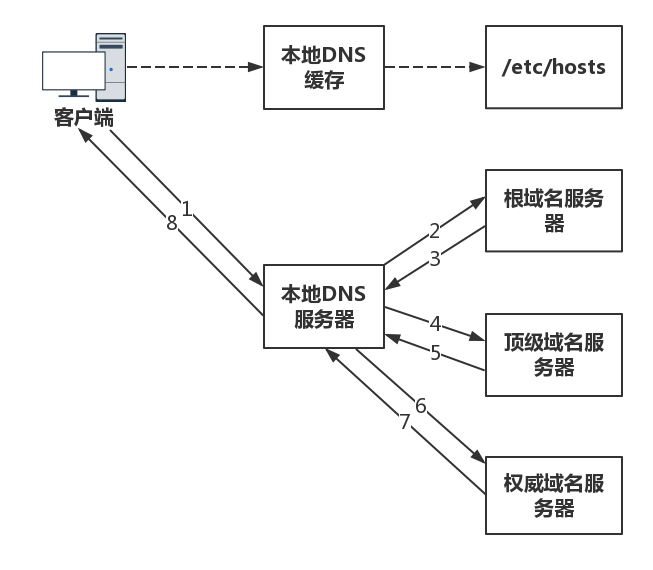 本地DNS
缓存
/etc/hosts
客户端
1
8
根域名服务
器
2
3
本地DNS
服务器
4
5
顶级域名服
务器
6
7
权威域名服
务器